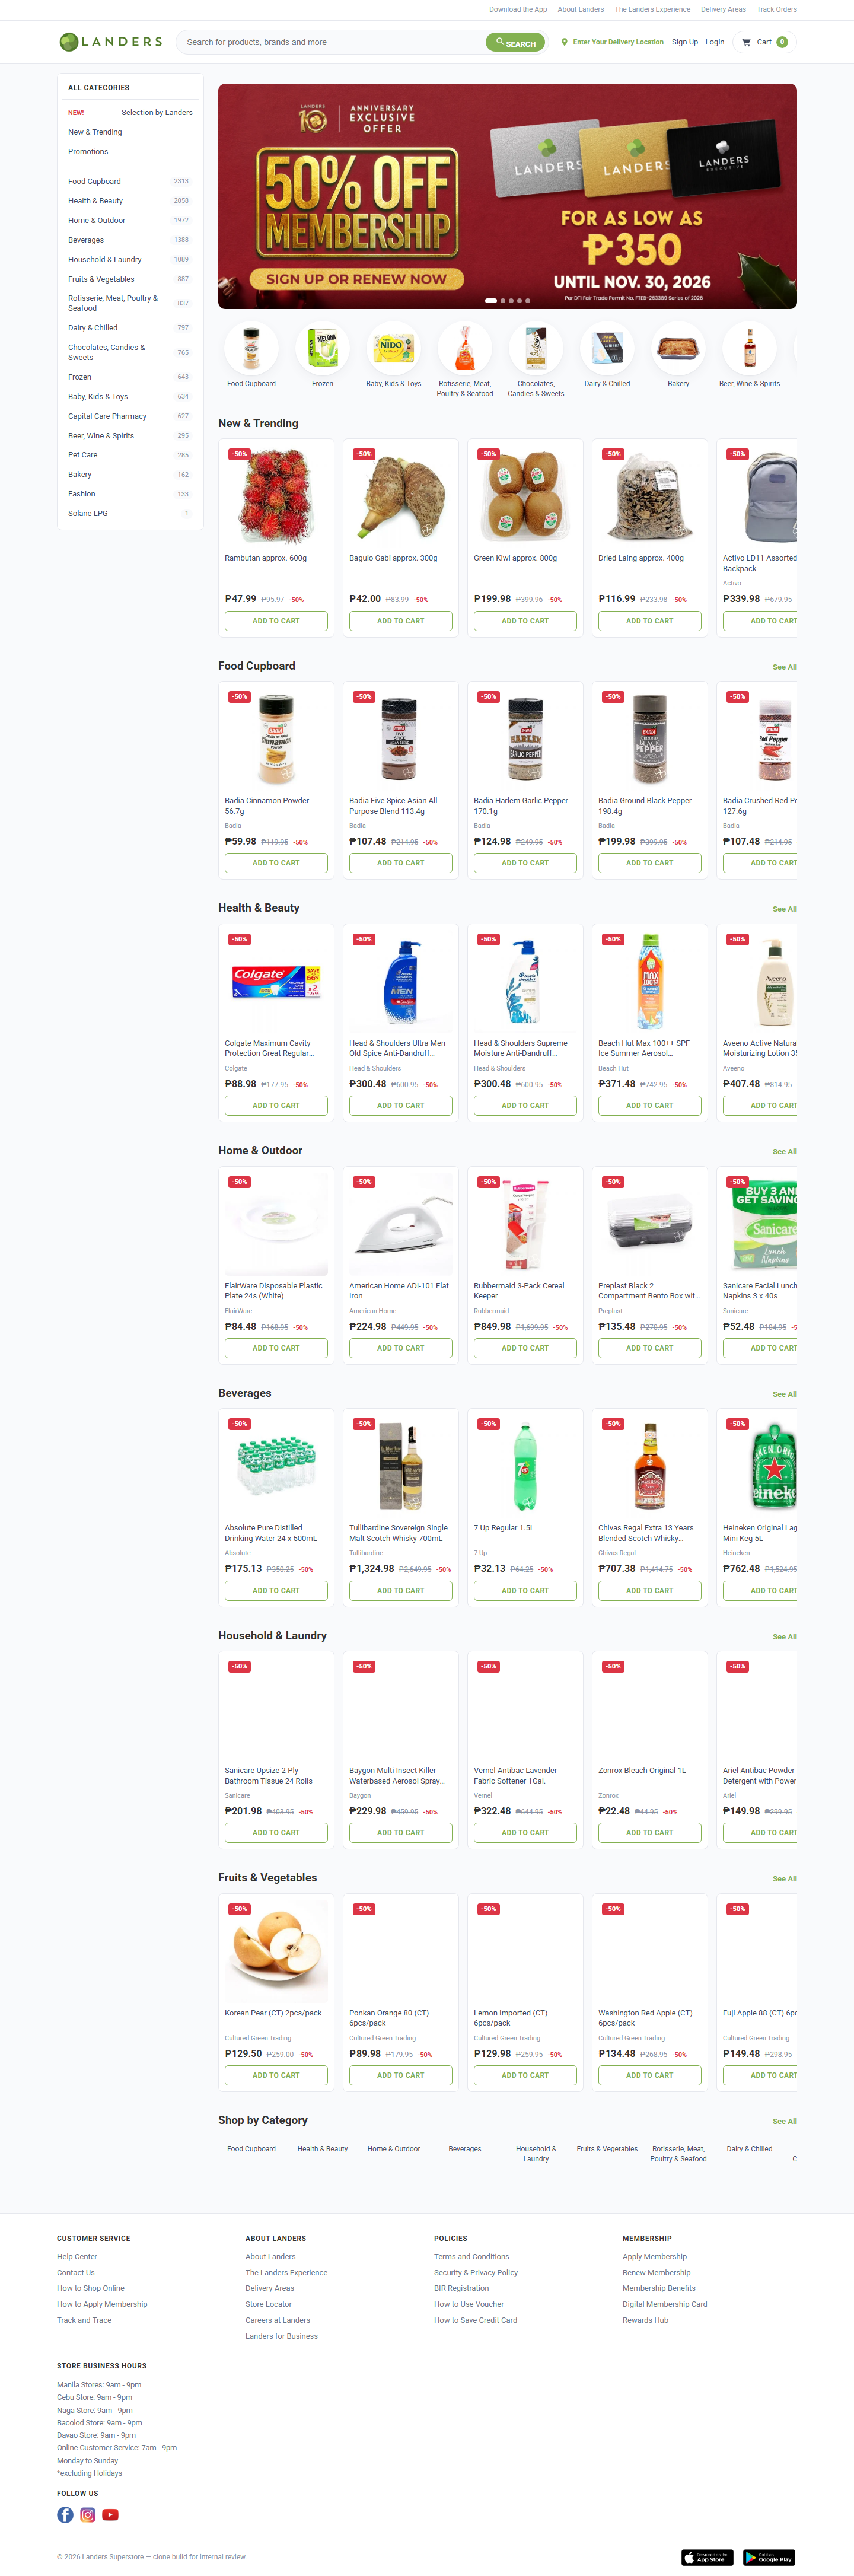 Download the App About Landers The Landers Experience Delivery Areas Track Orders
LANDERS
Search for products, brands and more
SEARCH
Enter Your Delivery Location
Sign Up Login
Cart 0
ALL CATEGORIES
NEW! Selection by Landers
New & Trending
Promotions
Food Cupboard 2313
Health & Beauty 2058
Home & Outdoor 1972
Beverages 1388
Household & Laundry 1089
Fruits & Vegetables 887
Rotisserie, Meat, Poultry &
Seafood 837
Dairy & Chilled 797
Chocolates, Candies &
Sweets 765
Frozen 643
Baby, Kids & Toys 634
Capital Care Pharmacy 627
Beer, Wine & Spirits 295
Pet Care 285
Bakery 162
Fashion 133
Solane LPG 1
LANDERS
10
ANNIVERSARY
EXCLUSIVE
OFFER
50% OFF
MEMBERSHIP
SIGN UP OR RENEW NOW
LANDERS
LANDERS
LANDERS
EXECUTIVE
FOR AS LOW AS
₱350
UNTIL NOV. 30, 2026
Per DTI Fair Trade Permit No. FTEB-263389 Series of 2026
Food Cupboard
Frozen
Baby, Kids & Toys
Rotisserie, Meat,
Poultry & Seafood
Chocolates,
Candies & Sweets
Dairy & Chilled
Bakery
Beer, Wine & Spirits
New & Trending
-50% -50% -50% -50% -50%
Rambutan approx. 600g
₱47.99 ₱95.97 -50%
ADD TO CART
Baguio Gabi approx. 300g
₱42.00 ₱83.99 -50%
ADD TO CART
Green Kiwi approx. 800g
₱199.98 ₱399.96 -50%
ADD TO CART
Dried Laing approx. 400g
₱116.99 ₱233.98 -50%
ADD TO CART
Activo LD11 Assorted
Backpack
Activo
₱339.98 ₱679.95
ADD TO CART
Food Cupboard
See All
-50% -50% -50% -50% -50%
Badia Cinnamon Powder
56.7g
Badia
₱59.98 ₱119.95 -50%
ADD TO CART
Badia Five Spice Asian All
Purpose Blend 113.4g
Badia
₱107.48 ₱214.95 -50%
ADD TO CART
Badia Harlem Garlic Pepper
170.1g
Badia
₱124.98 ₱249.95 -50%
ADD TO CART
Badia Ground Black Pepper
198.4g
Badia
₱199.98 ₱399.95 -50%
ADD TO CART
Badia Crushed Red Pe
127.6g
Badia
₱107.48 ₱214.95
ADD TO CART
Health & Beauty
See All
-50% -50% -50% -50% -50%
Colgate Maximum Cavity
Protection Great Regular...
Colgate
₱88.98 ₱177.95 -50%
ADD TO CART
Head & Shoulders Ultra Men
Old Spice Anti-Dandruff...
Head & Shoulders
₱300.48 ₱600.95 -50%
ADD TO CART
Head & Shoulders Supreme
Moisture Anti-Dandruff...
Head & Shoulders
₱300.48 ₱600.95 -50%
ADD TO CART
Beach Hut Max 100++ SPF
Ice Summer Aerosol...
Beach Hut
₱371.48 ₱742.95 -50%
ADD TO CART
Aveeno Active Natura
Moisturizing Lotion 3
Aveeno
₱407.48 ₱814.95
ADD TO CART
Home & Outdoor
See All
-50% -50% -50% -50% -50%
FlairWare Disposable Plastic
Plate 24s (White)
FlairWare
₱84.48 ₱168.95 -50%
ADD TO CART
American Home ADI-101 Flat
Iron
American Home
₱224.98 ₱449.95 -50%
ADD TO CART
Rubbermaid 3-Pack Cereal
Keeper
Rubbermaid
₱849.98 ₱1,699.95 -50%
ADD TO CART
Preplast Black 2
Compartment Bento Box wit...
Preplast
₱135.48 ₱270.95 -50%
ADD TO CART
Sanicare Facial Lunch
Napkins 3 x 40s
Sanicare
₱52.48 ₱104.95
ADD TO CART
Beverages
See All
-50% -50% -50% -50% -50%
Absolute Pure Distilled
Drinking Water 24 x 500mL
Absolute
₱175.13 ₱350.25 -50%
ADD TO CART
Tullibardine Sovereign Single
Malt Scotch Whisky 700mL
Tullibardine
₱1,324.98 ₱2,649.95 -50%
ADD TO CART
7 Up Regular 1.5L
7 Up
₱32.13 ₱64.25 -50%
ADD TO CART
Chivas Regal Extra 13 Years
Blended Scotch Whisky...
Chivas Regal
₱707.38 ₱1,414.75 -50%
ADD TO CART
Heineken Original Lag
Mini Keg 5L
Heineken
₱762.48 ₱1,524.95
ADD TO CART
Household & Laundry
See All
-50% -50% -50% -50% -50%
Sanicare Upsize 2-Ply
Bathroom Tissue 24 Rolls
Sanicare
₱201.98 ₱403.95 -50%
ADD TO CART
Baygon Multi Insect Killer
Waterbased Aerosol Spray...
Baygon
₱229.98 ₱459.95 -50%
ADD TO CART
Vernel Antibac Lavender
Fabric Softener 1Gal.
Vernel
₱322.48 ₱644.95 -50%
ADD TO CART
Zonrox Bleach Original 1L
Zonrox
₱22.48 ₱44.95 -50%
ADD TO CART
Ariel Antibac Powder
Detergent with Power
Ariel
₱149.98 ₱299.95
ADD TO CART
Fruits & Vegetables
See All
-50% -50% -50% -50% -50%
Korean Pear (CT) 2pcs/pack
Cultured Green Trading
₱129.50 ₱259.00 -50%
ADD TO CART
Ponkan Orange 80 (CT)
6pcs/pack
Cultured Green Trading
₱89.98 ₱179.95 -50%
ADD TO CART
Lemon Imported (CT)
6pcs/pack
Cultured Green Trading
₱129.98 ₱259.95 -50%
ADD TO CART
Washington Red Apple (CT)
6pcs/pack
Cultured Green Trading
₱134.48 ₱268.95 -50%
ADD TO CART
Fuji Apple 88 (CT) 6pc
Cultured Green Trading
₱149.48 ₱298.95
ADD TO CART
Shop by Category
See All
Food Cupboard
Health & Beauty
Home & Outdoor
Beverages
Household &
Laundry
Fruits & Vegetables
Rotisserie, Meat,
Poultry & Seafood
Dairy & Chilled
C
CUSTOMER SERVICE
Help Center
Contact Us
How to Shop Online
How to Apply Membership
Track and Trace
ABOUT LANDERS
About Landers
The Landers Experience
Delivery Areas
Store Locator
Careers at Landers
Landers for Business
POLICIES
Terms and Conditions
Security & Privacy Policy
BIR Registration
How to Use Voucher
How to Save Credit Card
MEMBERSHIP
Apply Membership
Renew Membership
Membership Benefits
Digital Membership Card
Rewards Hub
STORE BUSINESS HOURS
Manila Stores: 9am - 9pm
Cebu Store: 9am - 9pm
Naga Store: 9am - 9pm
Bacolod Store: 9am - 9pm
Davao Store: 9am - 9pm
Online Customer Service: 7am - 9pm
Monday to Sunday
*excluding Holidays
FOLLOW US
© 2026 Landers Superstore — clone build for internal review.
App Store
Google Play